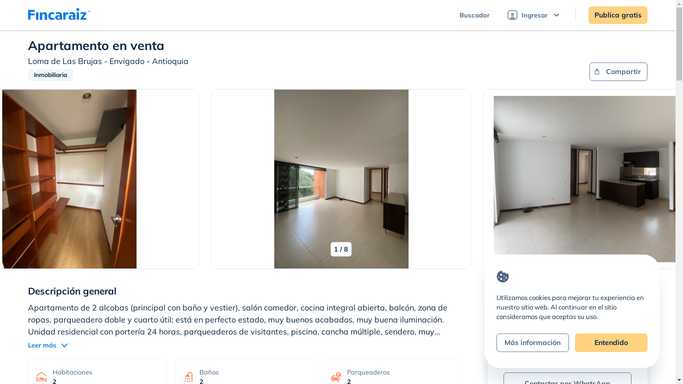 Fincaraiz
Buscador
Ingresar
Publica gratis
Apartamento en venta
Loma de Las Brujas - Envigado - Antioquia
Inmobiliaria
Compartir
1 / 8
Descripción general
Apartamento de 2 alcobas (principal con baño y vestier), salón comedor, cocina integral abierta, balcón, zona de
ropas, parqueadero doble y cuarto útil; está en perfecto estado, muy buenos acabados, muy buena iluminación.
Unidad residencial con portería 24 horas, parqueaderos de visitantes, piscina, cancha múltiple, sendero, muy...
Leer más
Habitaciones
2
Baños
2
Parqueaderos
2
Utilizamos cookies para mejorar tu experiencia en
nuestro sitio web. Al continuar en el sitio
consideramos que aceptas su uso.
Más información
Entendido
Contactar por WhatsApp